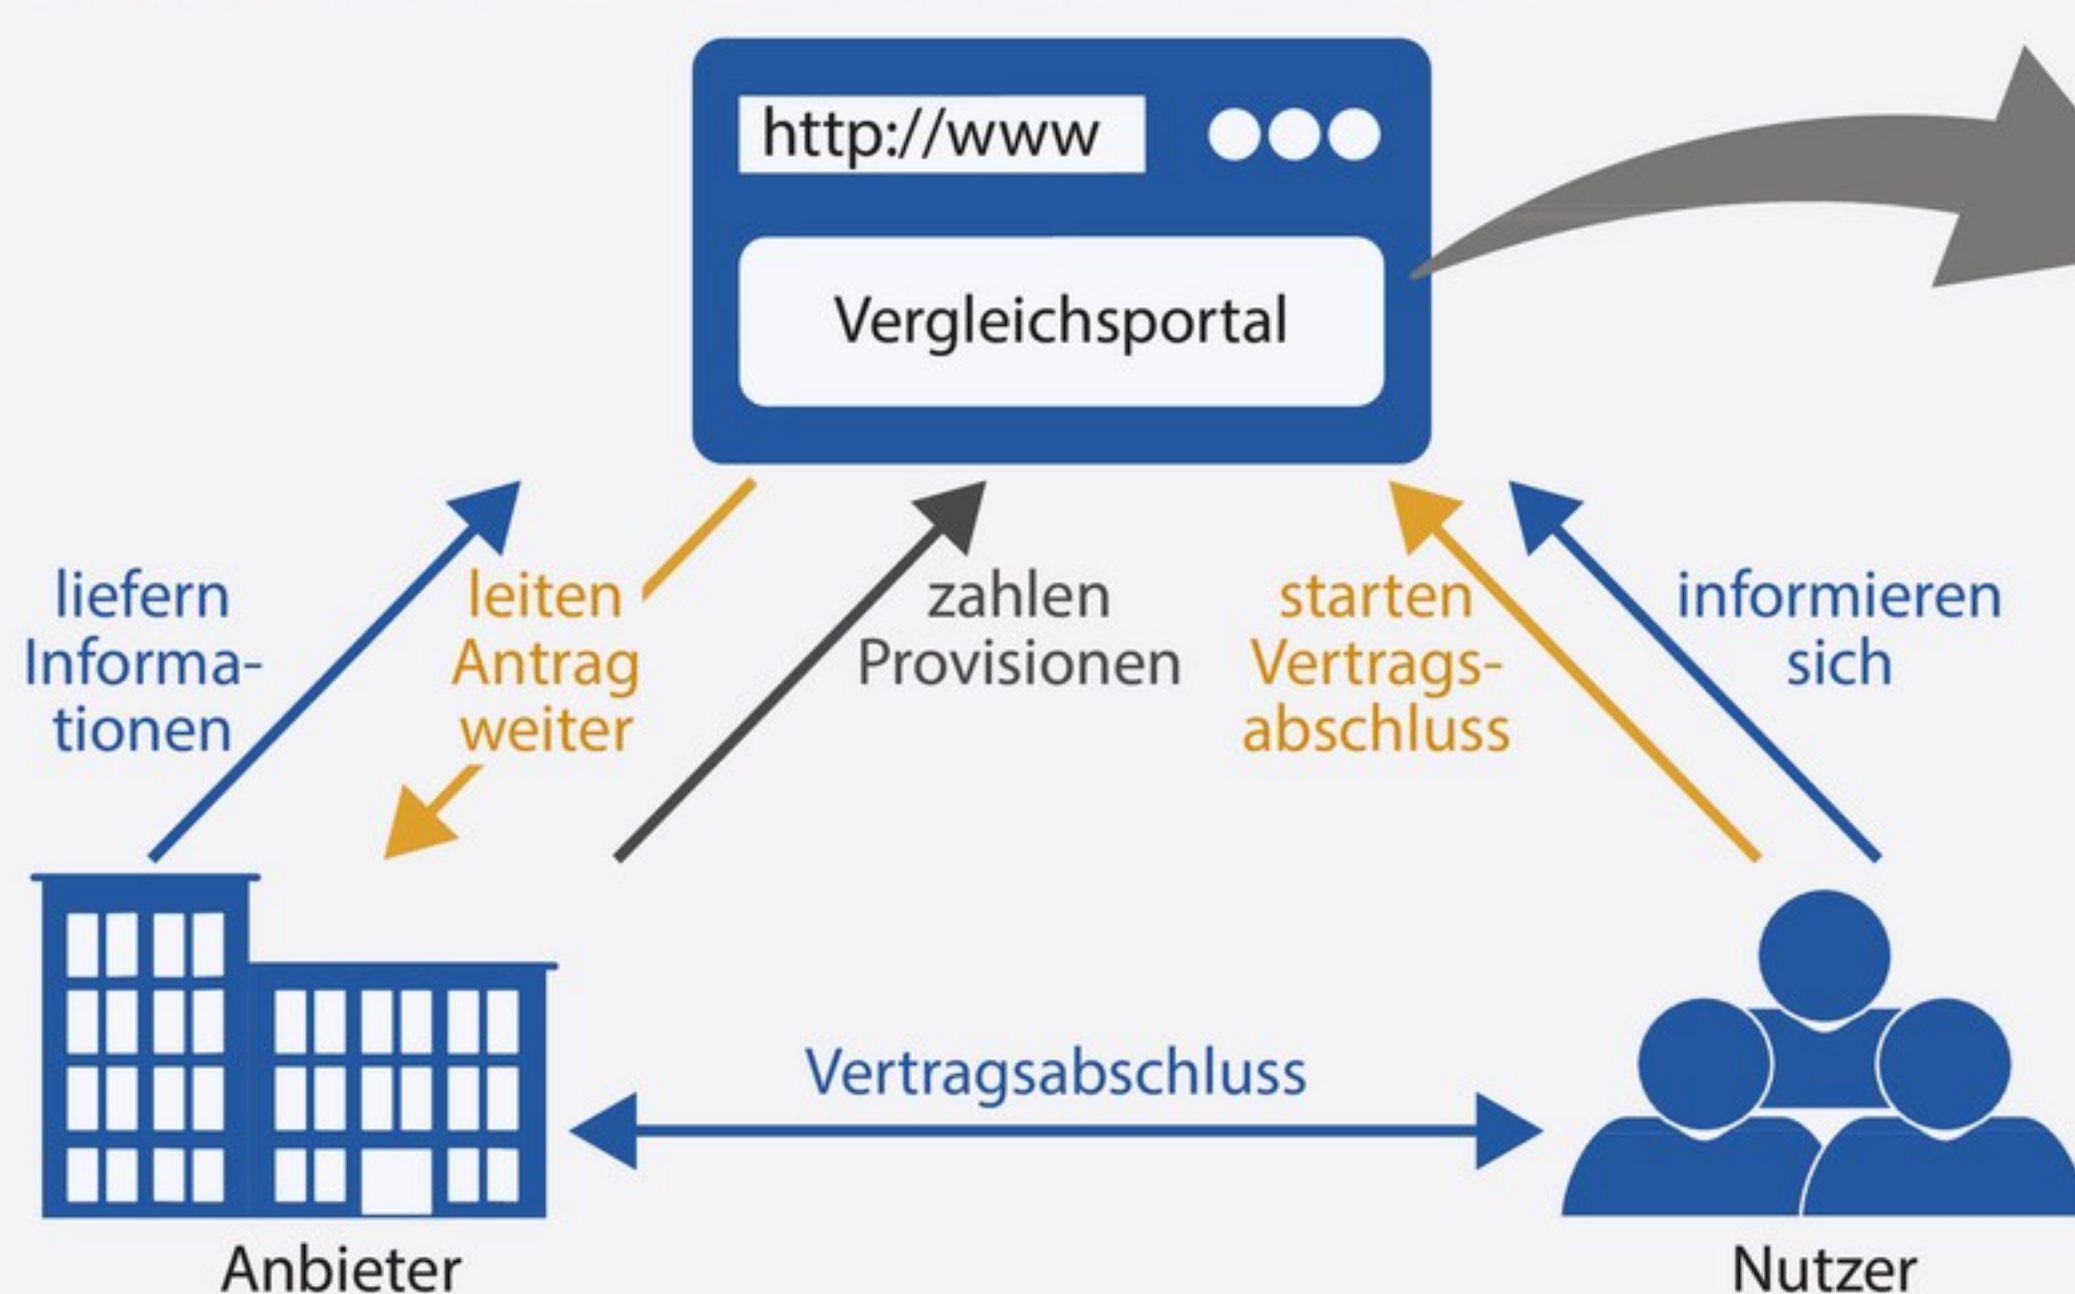 http://www
Vergleichsportal
liefern
Informa-
tionen
leiten
Antrag
weiter
zahlen
Provisionen
starten
Vertrags-
abschluss
informieren
sich
Vertragsabschluss
Anbieter
Nutzer